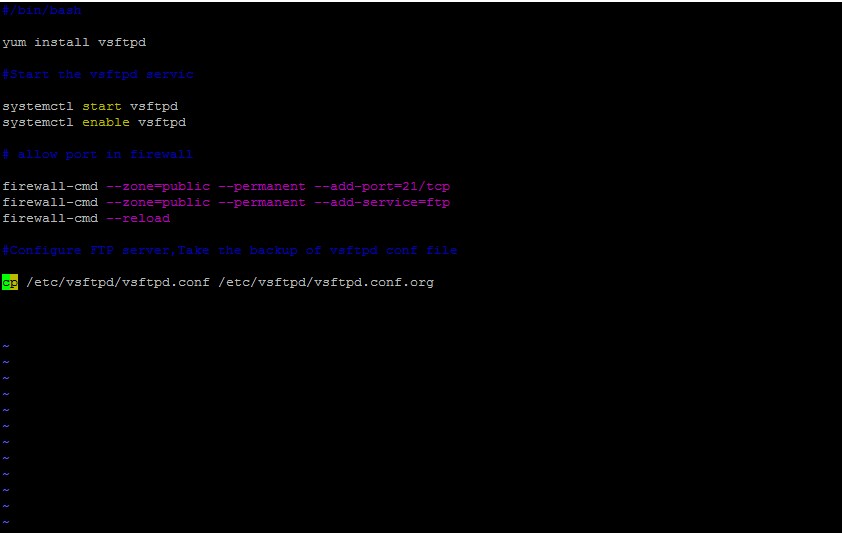 #/bin/bash
yum install vsftpd
#Start the vsftpd servic
systemctl start vsftpd
systemctl enable vsftpd
# allow port in firewall
firewall-cmd --zone=public --permanent --add-port=21/tcp
firewall-cmd --zone=public --permanent --add-service=ftp
firewall-cmd --reload
#Configure FTP server,Take the backup of vsftpd conf file
cp /etc/vsftpd/vsftpd.conf /etc/vsftpd/vsftpd.conf.org
~
~
~
~
~
~
~
~
~
~
~
~